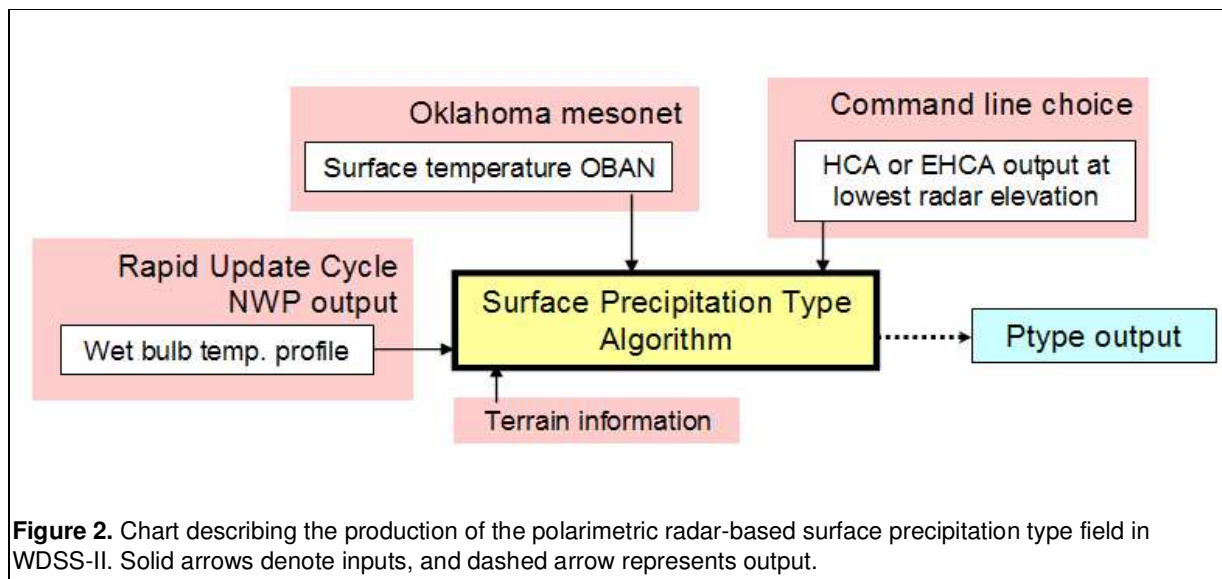 Oklahoma mesonet
Surface temperature OBAN
Command line choice
HCA or EHCA output at
lowest radar elevation
Rapid Update Cycle
NWP output
Wet bulb temp. profile
Surface Precipitation Type
Algorithm
Ptype output
Terrain information
Figure 2. Chart describing the production of the polarimetric radar-based surface precipitation type field in
WDSS-II. Solid arrows denote inputs, and dashed arrow represents output.